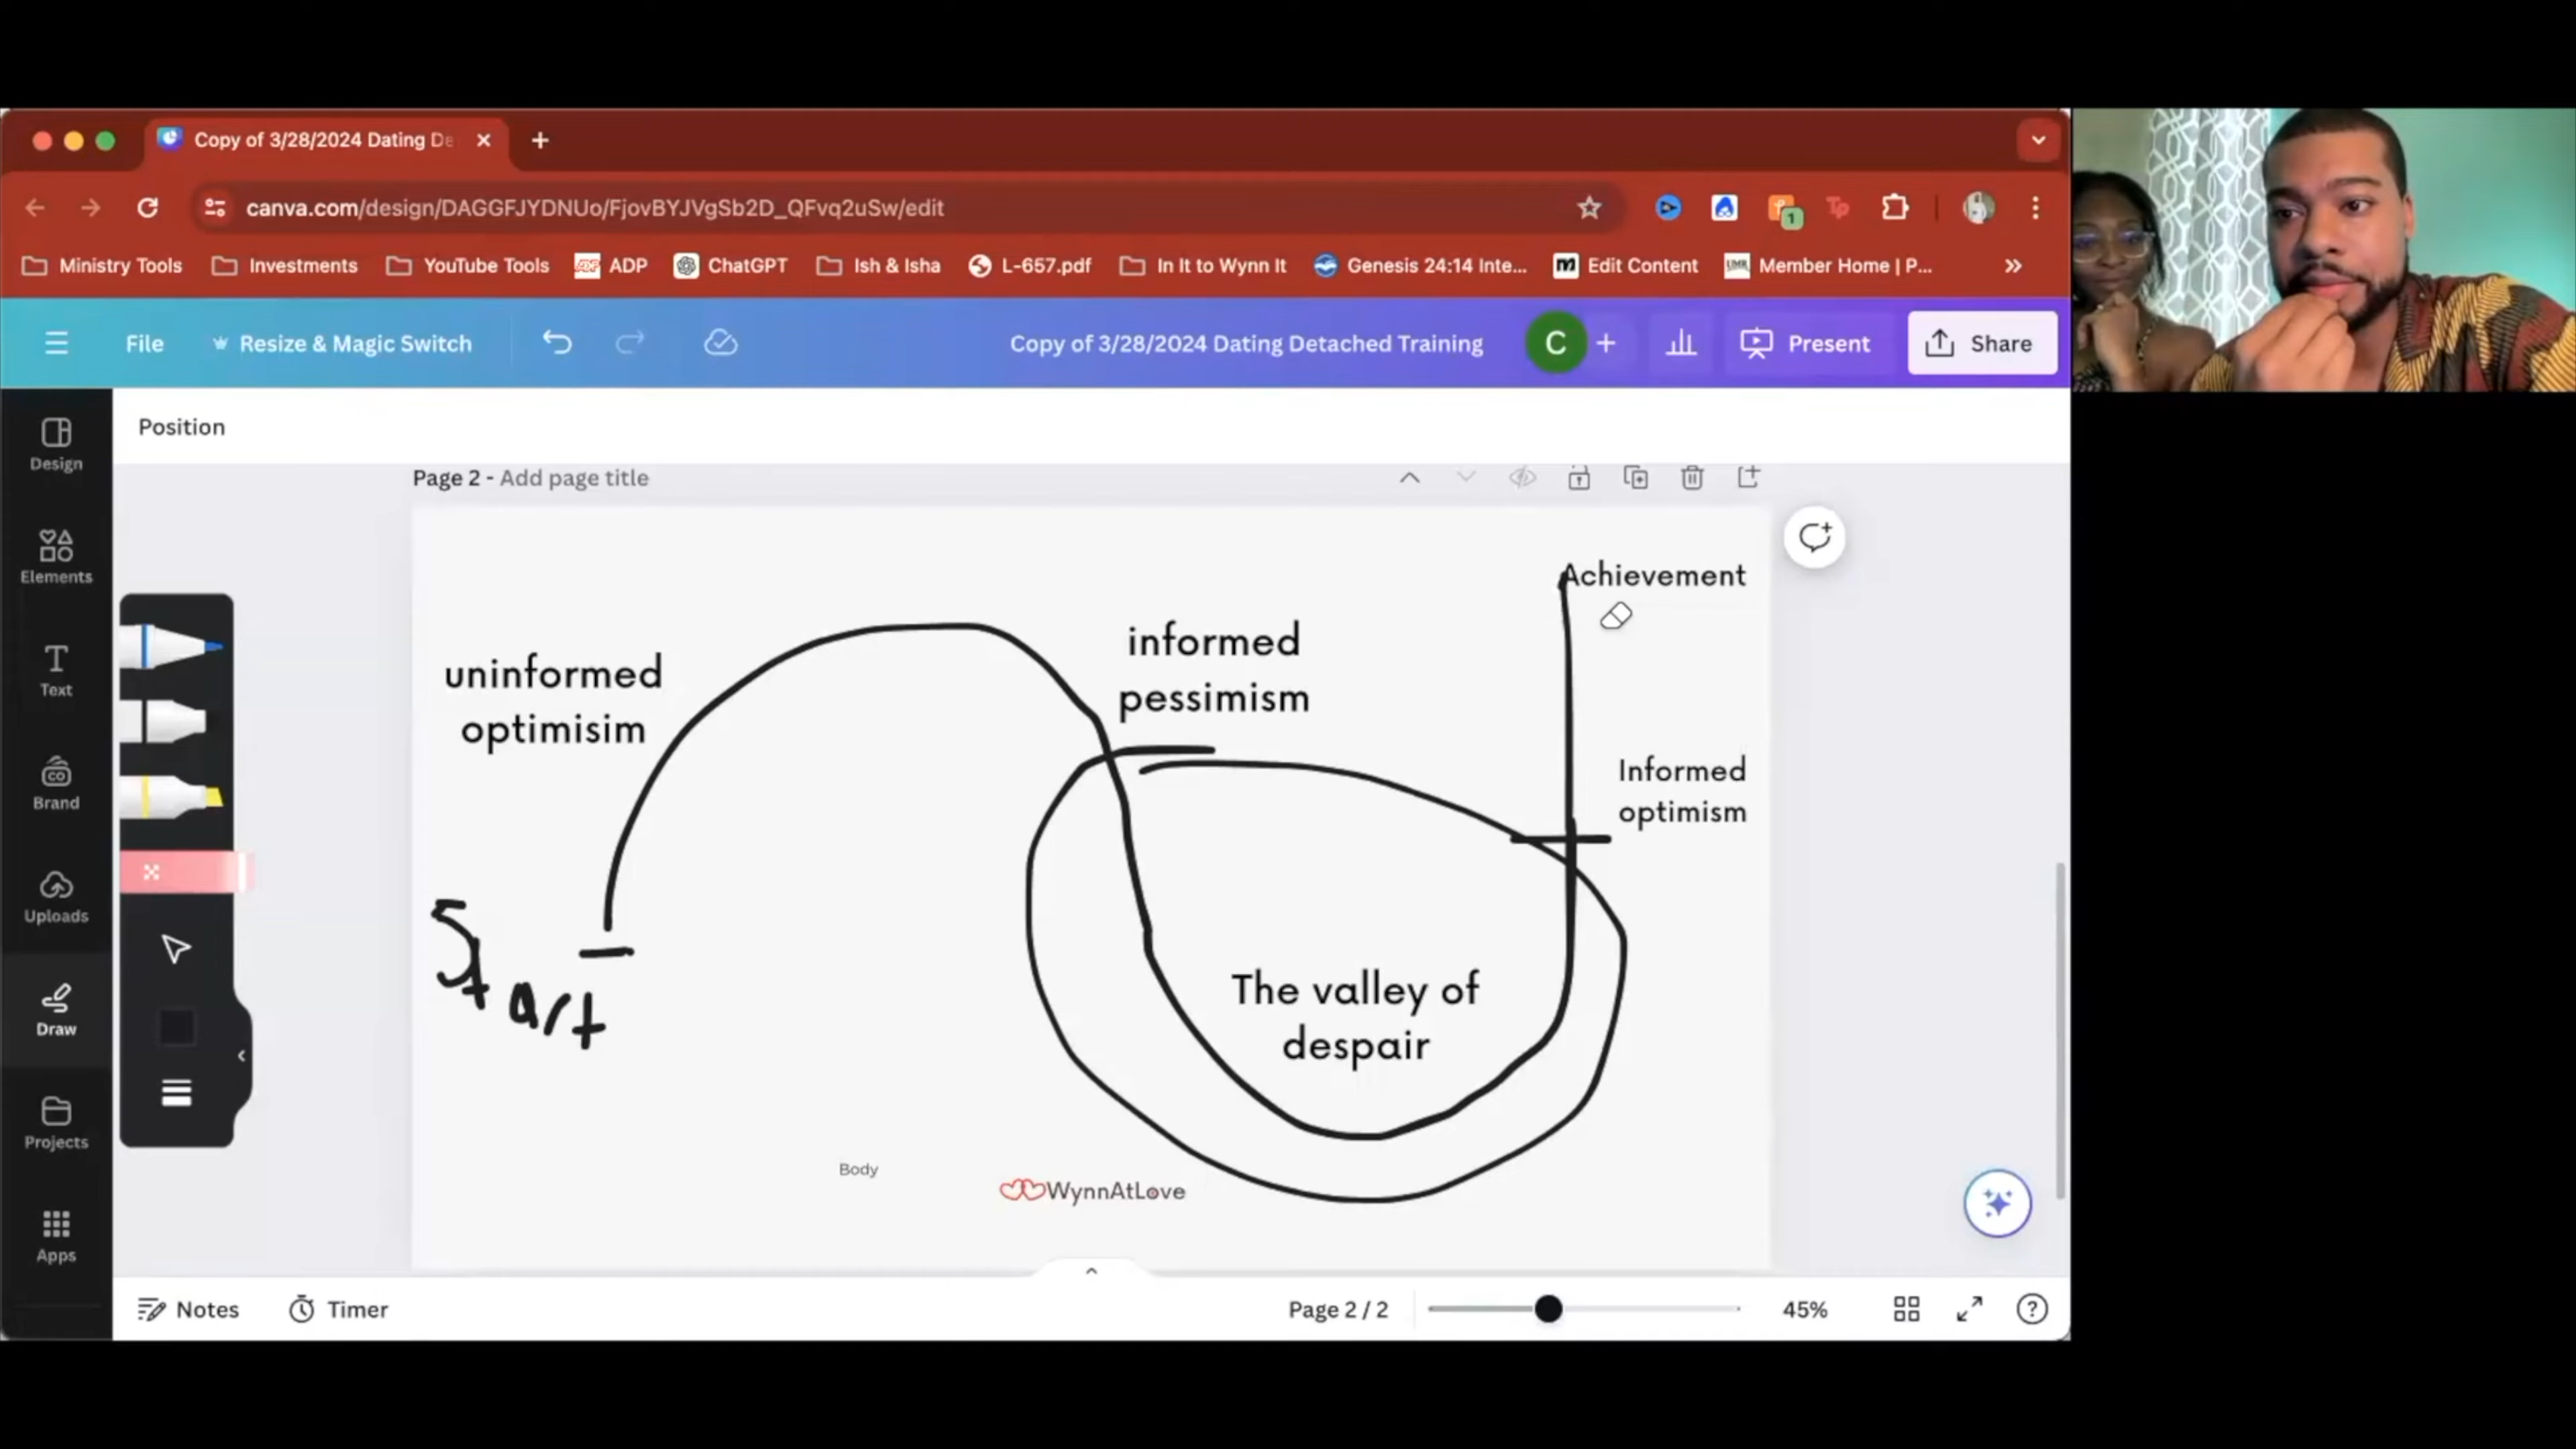 Copy of 3/28/2024 Dating De
canva.com/design/DAGGFJYDNUo/FjovBYJVgSb2D_QFvq2uSw/edit
1
Ministry Tools
Investments
YouTube Tools
ADP
ChatGPT
Ish & Isha
L-657.pdf
In It to Wynn It
Genesis 24:14 Inte...
Edit Content
Member Home | P...
File
Resize & Magic Switch
Copy of 3/28/2024 Dating Detached Training
C
Present
Share
Design
Elements
Text
Brand
Uploads
Draw
Projects
Apps
Position
Page 2 - Add page title
Achievement
uninformed
optimisim
informed
pessimism
Informed
optimism
Start
The valley of
despair
Body
WynnAtLove
Notes
Timer
Page 2 / 2
45%